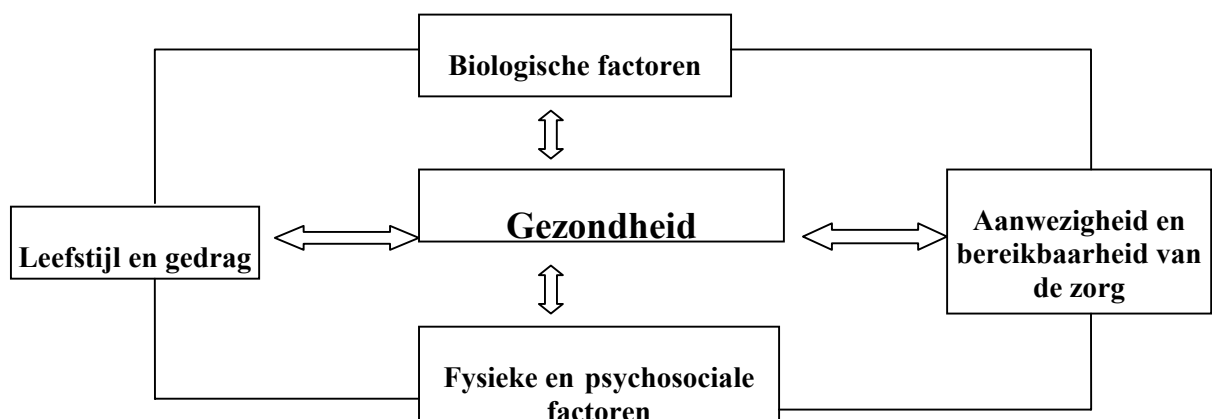 Biologische factoren
Gezondheid
Leefstijl en gedrag
Aanwezigheid en
bereikbaarheid van
de zorg
Fysieke en psychosociale
factoren